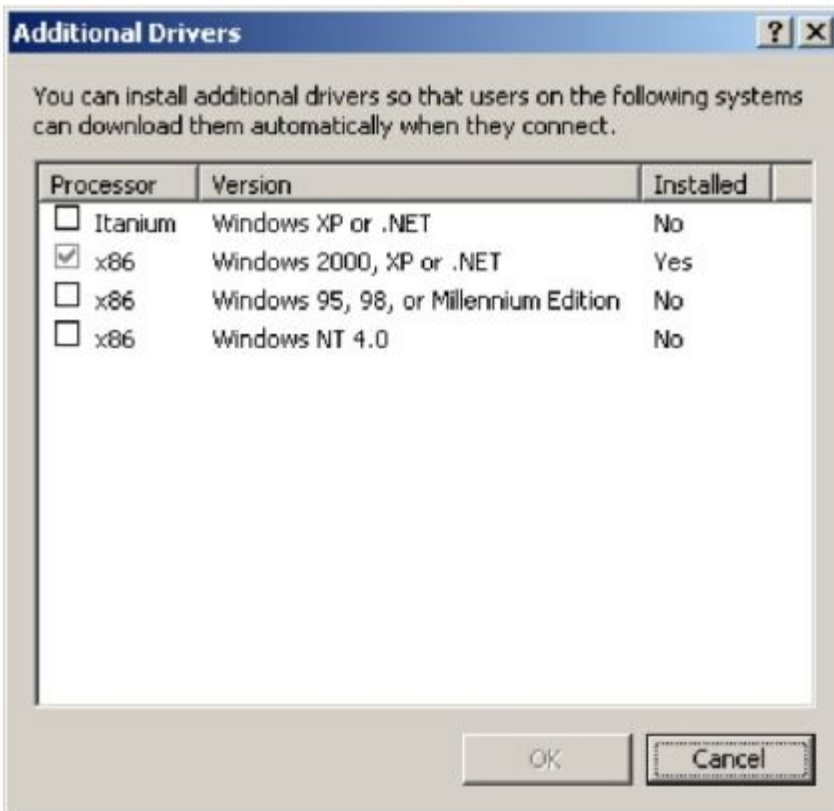 Additional Drivers
You can install additional drivers so that users on the following systems
can download them automatically when they connect.
Processor Version Installed
Itanium Windows XP or .NET No
x86 Windows 2000, XP or .NET Yes
x86 Windows 95, 98, or Millennium Edition No
x86 Windows NT 4.0 No
OK Cancel